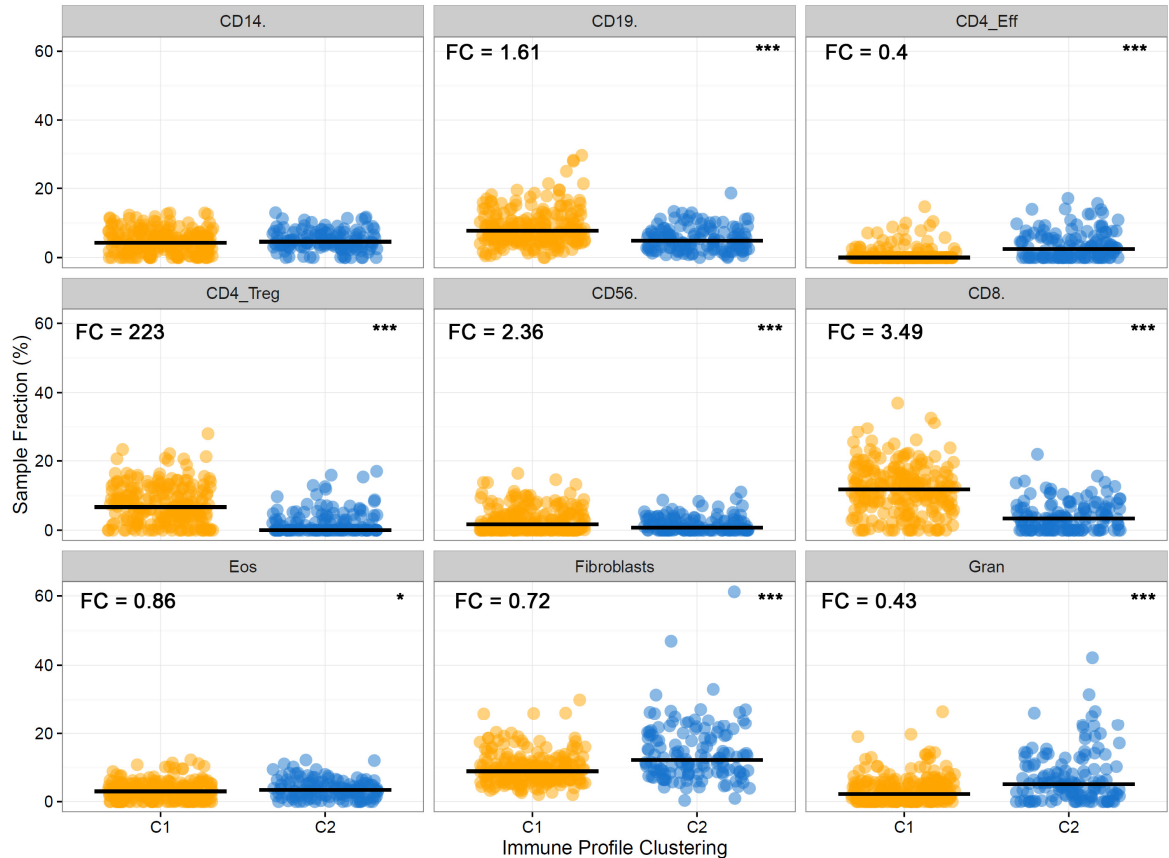 CD14.
CD19.
CD4_Eff
60
40
20
0
FC = 1.61
***
FC = 0.4
***
CD4_Treg
CD56.
CD8.
60
40
20
0
FC = 223
***
FC = 2.36
***
FC = 3.49
***
Sample Fraction (%)
Eos
Fibroblasts
Gran
60
40
20
0
FC = 0.86
*
FC = 0.72
***
FC = 0.43
***
C1
C2
C1
C2
C1
C2
Immune Profile Clustering